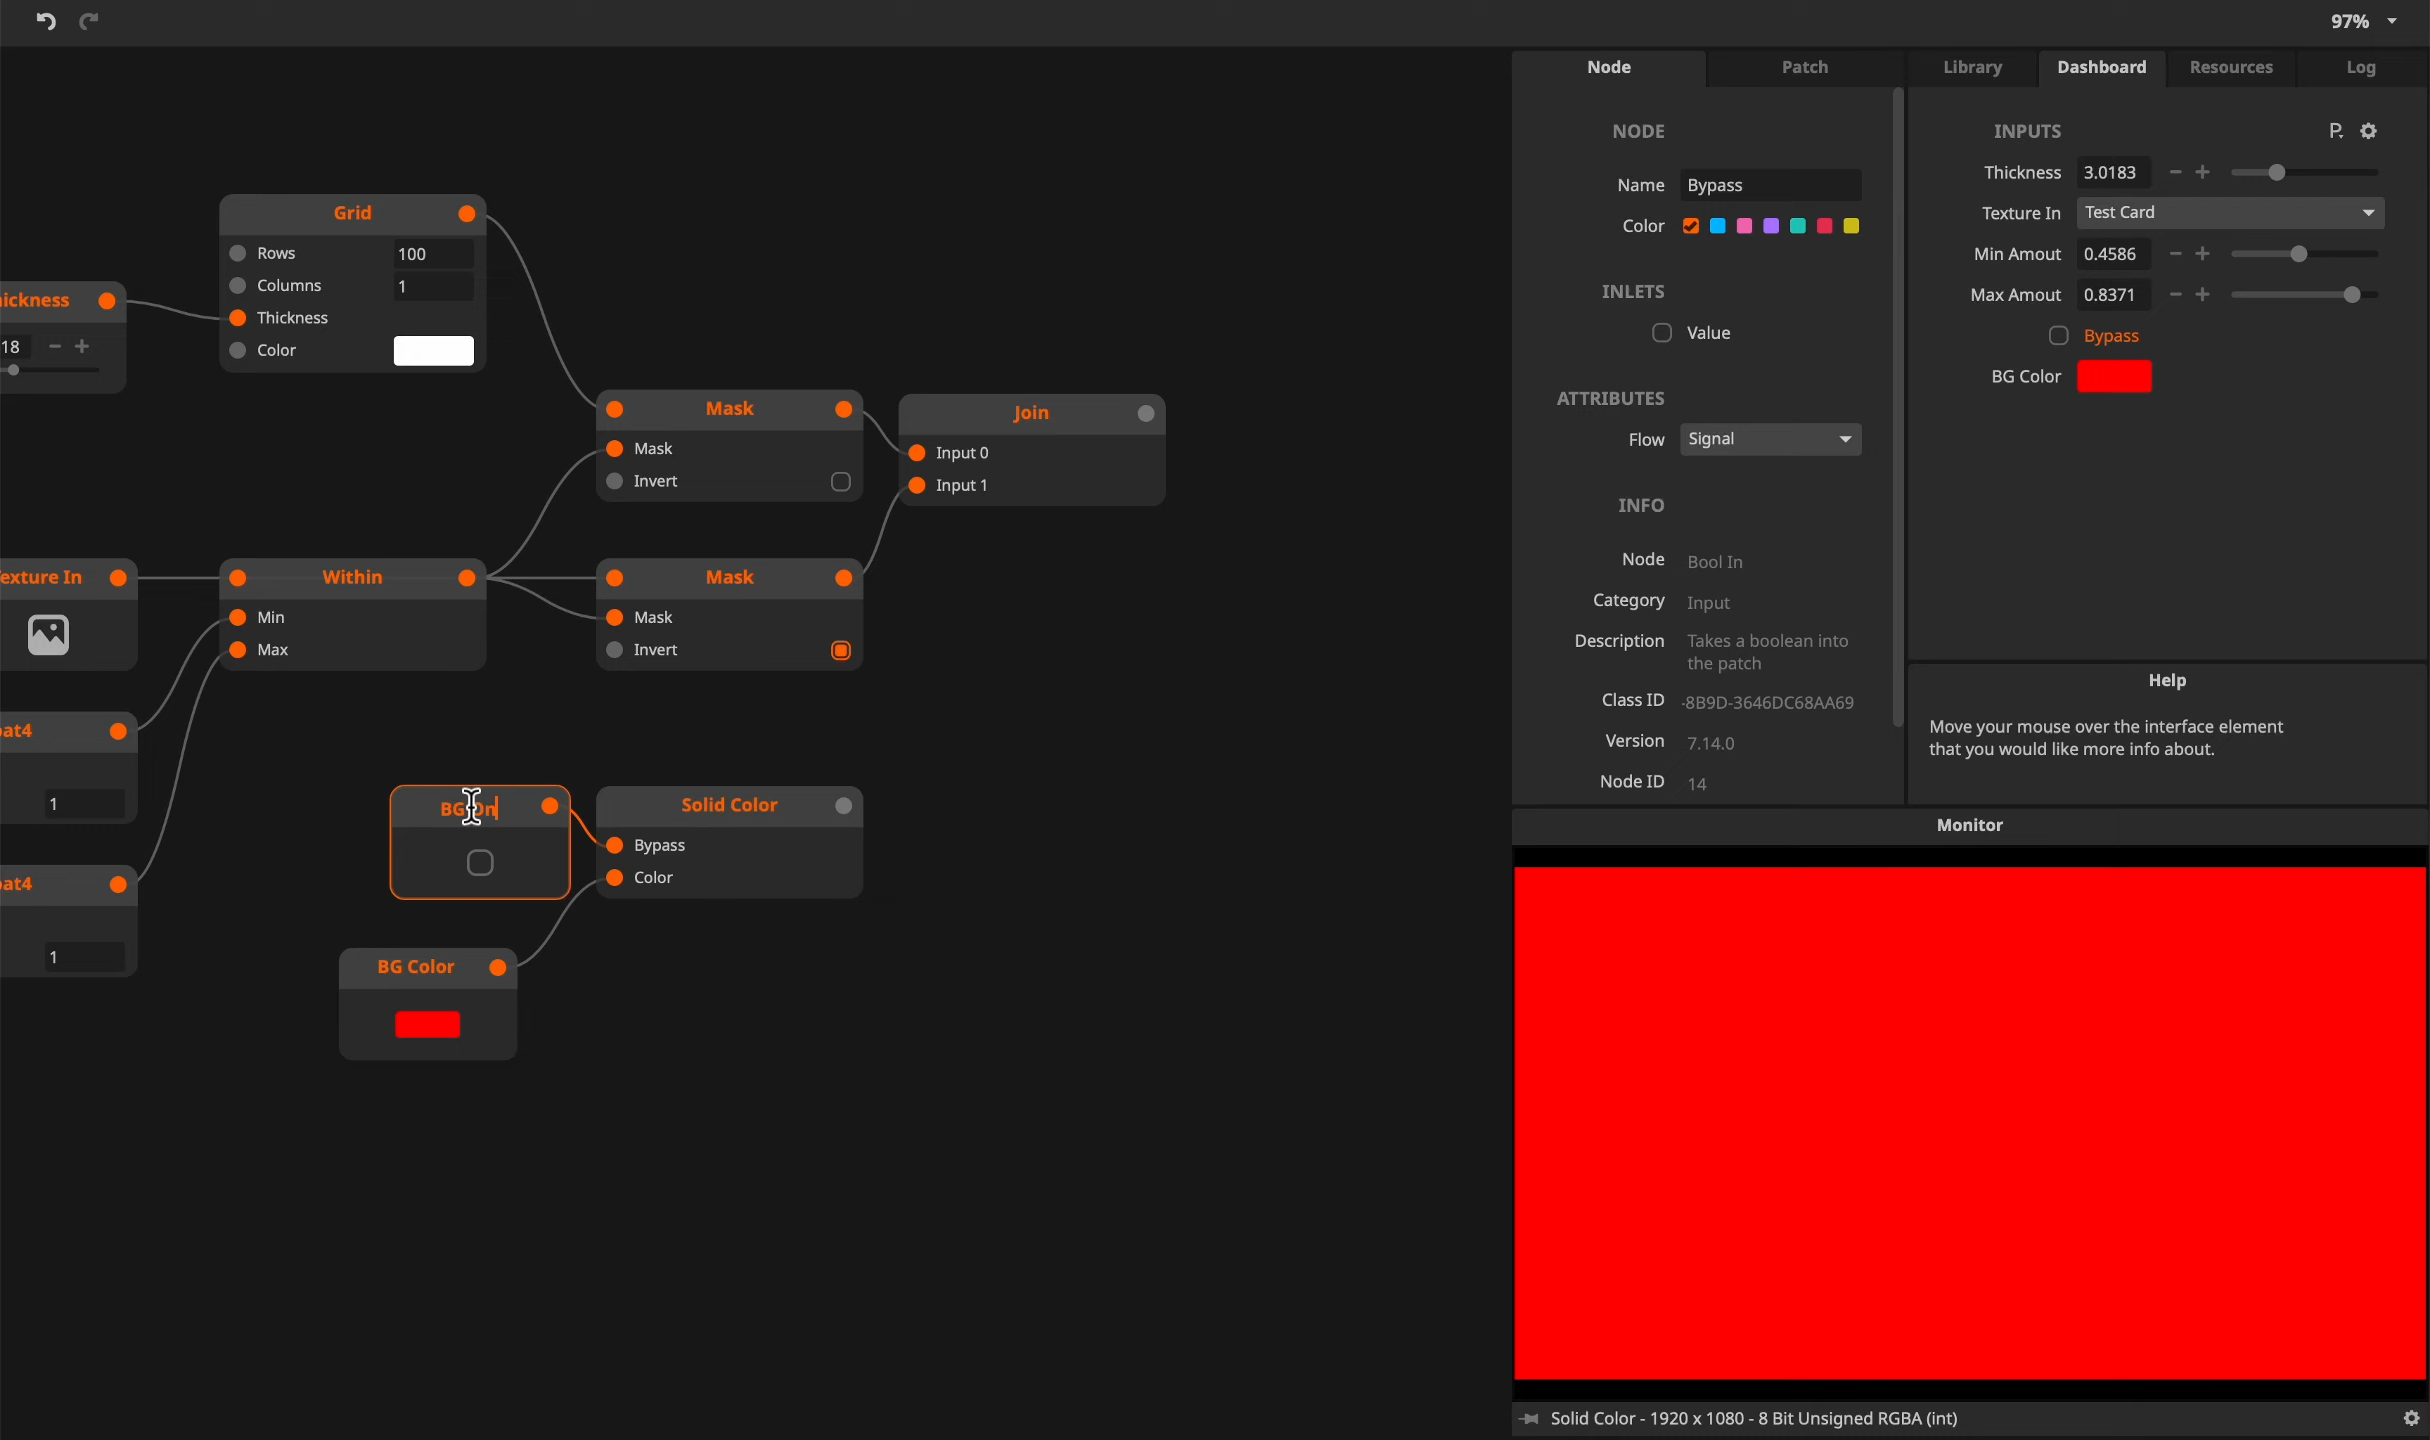 97%
Node
Patch
Library
Dashboard
Resources
Log
Grid
Rows 100
Columns 1
Thickness
Color
ickness
18
Mask
Mask
Invert
Join
Input 0
Input 1
exture In
Within
Min
Max
Mask
Mask
Invert
oat4
1
oat4
1
BG On
Solid Color
Bypass
Color
BG Color
NODE
Name Bypass
Color
INLETS
Value
ATTRIBUTES
Flow Signal
INFO
Node Bool In
Category Input
Description Takes a boolean into
the patch
Class ID -8B9D-3646DC68AA69
Version 7.14.0
Node ID 14
INPUTS
P.
Thickness 3.0183
Texture In Test Card
Min Amout 0.4586
Max Amout 0.8371
Bypass
BG Color
Help
Move your mouse over the interface element
that you would like more info about.
Monitor
Solid Color - 1920 x 1080 - 8 Bit Unsigned RGBA (int)